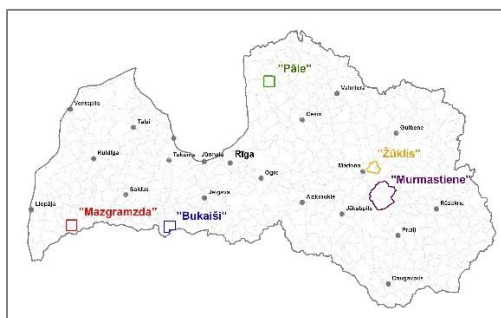 "Pāle"
Valmiera
Ventspils
Talsi
Cēsis
Gulbene
"Žūklis"
Kuldīga
Tukums
Jūrmala
Rīga
Madona
Ogre
"Murmastiene"
Saldus
Jelgava
Aizkraukle
Liepāja
Jēkabpils
Rēzekne
"Mazgramzda"
"Bukaiši"
Preiļi
Daugavpils